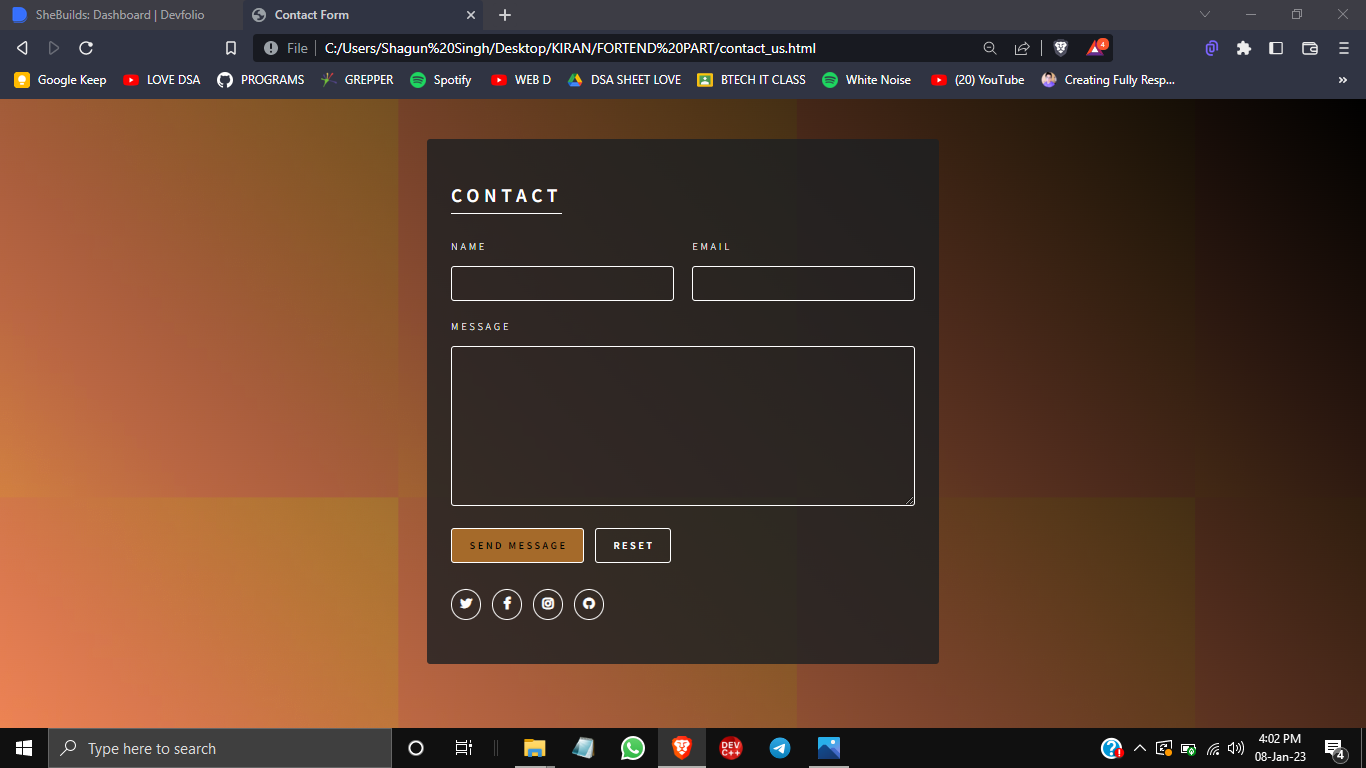 SheBuilds: Dashboard | Devfolio
Contact Form
File
C:/Users/Shagun%20Singh/Desktop/KIRAN/FORTEND%20PART/contact_us.html
4
Google Keep
LOVE DSA
PROGRAMS
GREPPER
Spotify
WEB D
DSA SHEET LOVE
BTECH IT CLASS
White Noise
(20) YouTube
Creating Fully Resp...
»
CONTACT
NAME
EMAIL
MESSAGE
SEND MESSAGE
RESET
Type here to search
DEV
C++
4:02 PM
08-Jan-23
4